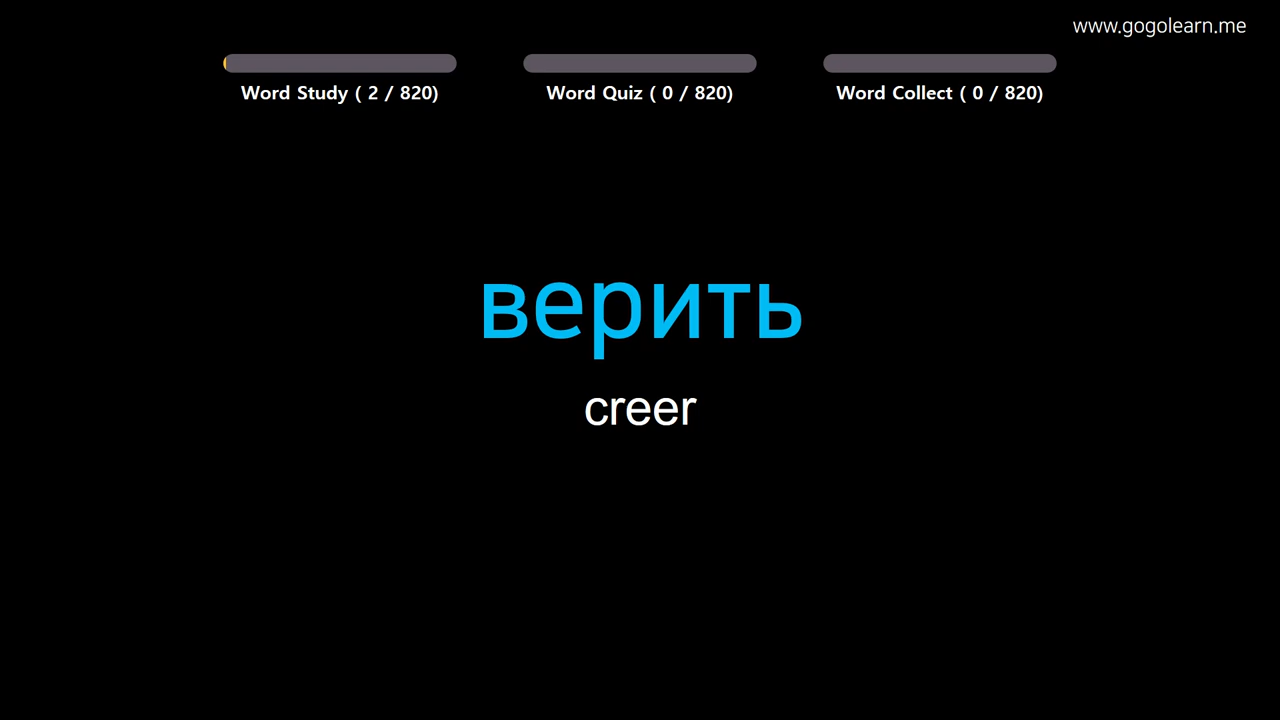 www.gogolearn.me
Word Study ( 2 / 820)
Word Quiz ( 0 / 820)
Word Collect ( 0 / 820)
верить
creer